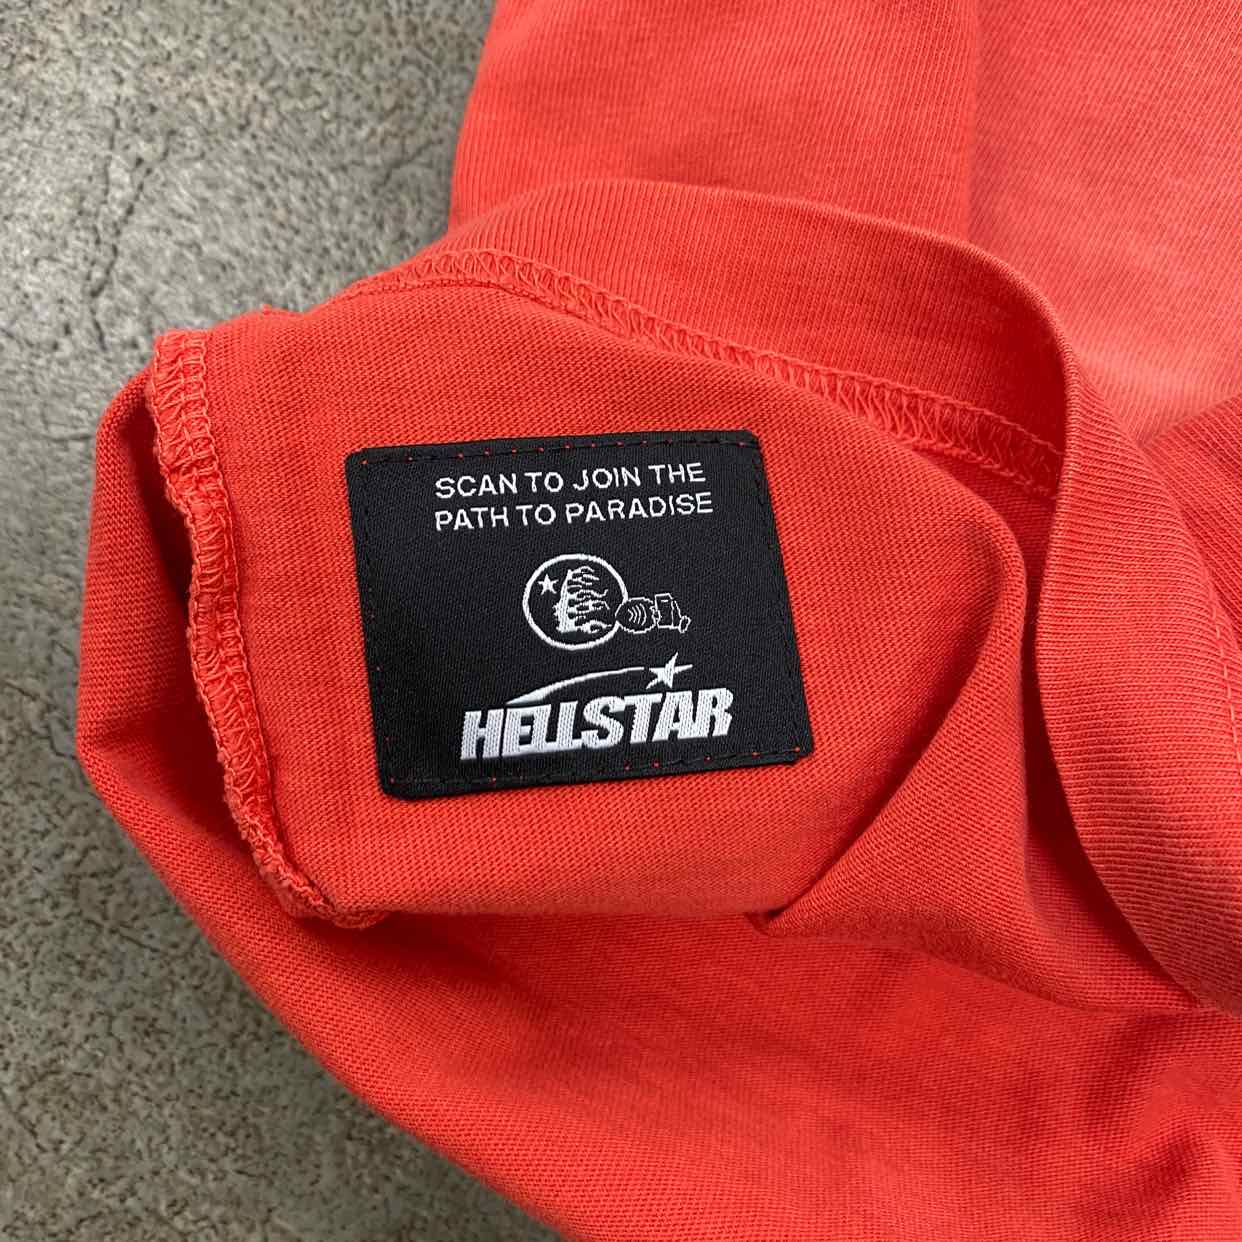 SCAN TO JOIN THE
PATH TO PARADISE
HELLSTAR